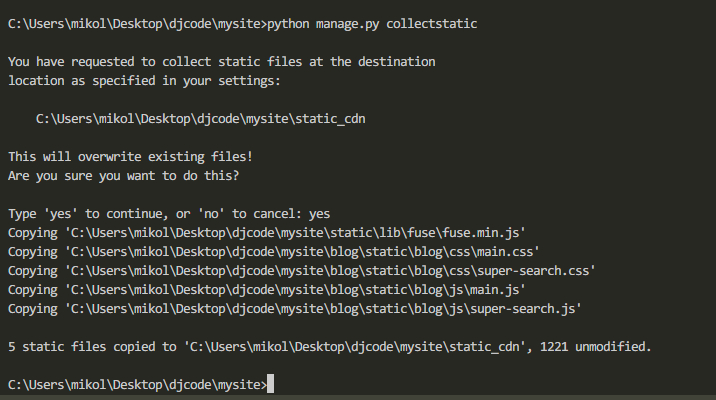 C:\Users\mikol\Desktop\djcode\mysite>python manage.py collectstatic
You have requested to collect static files at the destination
location as specified in your settings:
C:\Users\mikol\Desktop\djcode\mysite\static_cdn
This will overwrite existing files!
Are you sure you want to do this?
Type 'yes' to continue, or 'no' to cancel: yes
Copying 'C:\Users\mikol\Desktop\djcode\mysite\static\lib\fuse\fuse.min.js'
Copying 'C:\Users\mikol\Desktop\djcode\mysite\blog\static\blog\css\main.css'
Copying 'C:\Users\mikol\Desktop\djcode\mysite\blog\static\blog\css\super-search.css'
Copying 'C:\Users\mikol\Desktop\djcode\mysite\blog\static\blog\js\main.js'
Copying 'C:\Users\mikol\Desktop\djcode\mysite\blog\static\blog\js\super-search.js'
5 static files copied to 'C:\Users\mikol\Desktop\djcode\mysite\static_cdn', 1221 unmodified.
C:\Users\mikol\Desktop\djcode\mysite>